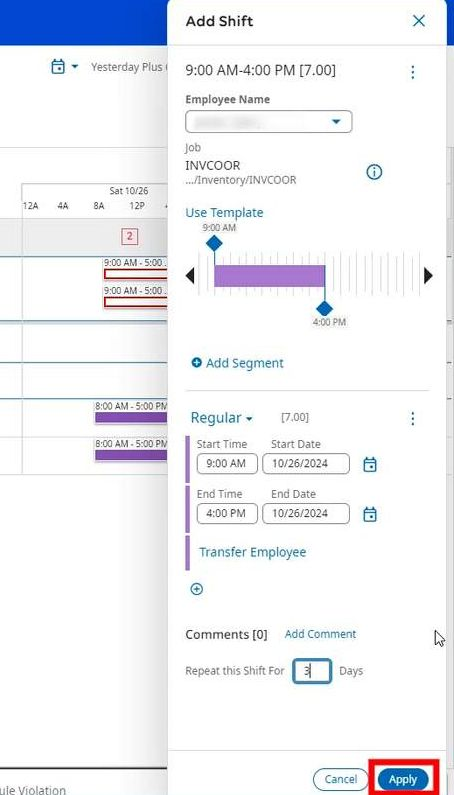 Add Shift
Yesterday Plus
9:00 AM-4:00 PM [7.00]
Employee Name
Job
INVCOOR
.../Inventory/INVCOOR
Use Template
9:00 AM
4:00 PM
Add Segment
Regular
[7.00]
Start Time Start Date
9:00 AM 10/26/2024
End Time End Date
4:00 PM 10/26/2024
Transfer Employee
Comments [0] Add Comment
Repeat this Shift For 3 Days
Cancel Apply
Sat 10/26
12A 4A 8A 12P
2
9:00 AM - 5:00 ...
9:00 AM - 5:00 ...
8:00 AM - 5:00 PM
8:00 AM - 5:00 PM
ule Violation